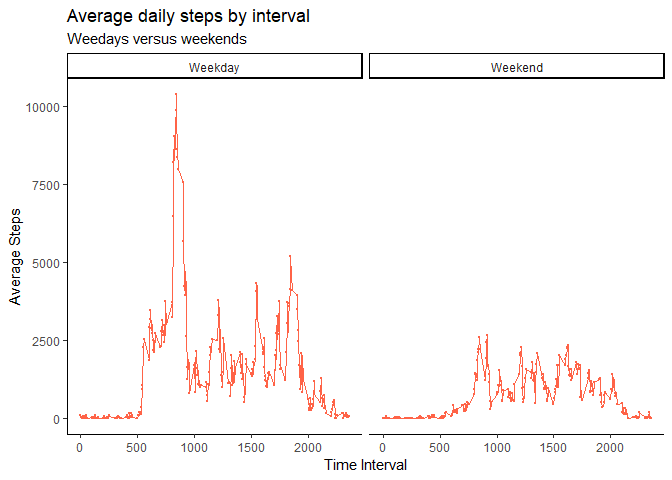 Average daily steps by interval
Weedays versus weekends
Weekday Weekend
10000
7500
5000
2500
0
Average Steps
0 500 1000 1500 2000 0 500 1000 1500 2000
Time Interval